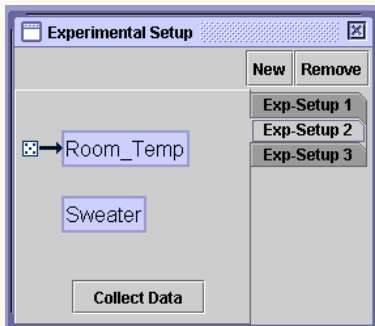 Experimental Setup
New Remove
Exp-Setup 1
Exp-Setup 2
Exp-Setup 3
Room_Temp
Sweater
Collect Data